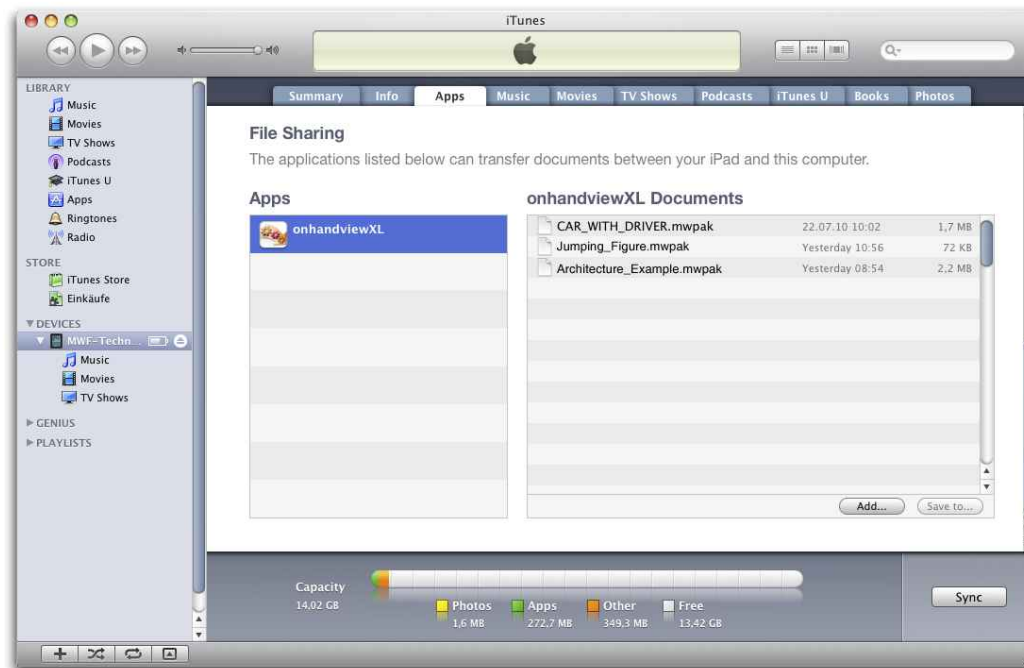 iTunes
LIBRARY
Music
Movies
TV Shows
Podcasts
iTunes U
Apps
Ringtones
Radio
STORE
iTunes Store
Einkäufe
DEVICES
MWF-Techn...
Music
Movies
TV Shows
GENIUS
PLAYLISTS
Summary Info Apps Music Movies TV Shows Podcasts iTunes U Books Photos
File Sharing
The applications listed below can transfer documents between your iPad and this computer.
Apps
onhandviewXL
onhandviewXL Documents
CAR_WITH_DRIVER.mwpak 22.07.10 10:02 1,7 MB
Jumping_Figure.mwpak Yesterday 10:56 72 KB
Architecture_Example.mwpak Yesterday 08:54 2,2 MB
Add... Save to...
Capacity
14,02 GB
Photos Apps Other Free
1,6 MB 272,7 MB 349,3 MB 13,42 GB
Sync